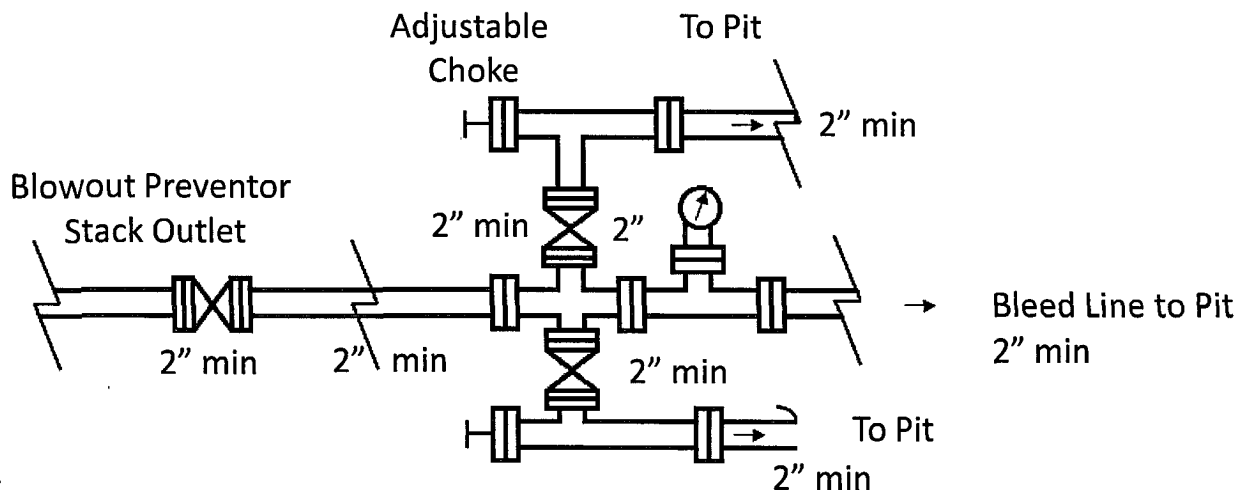 Adjustable
Choke
To Pit
2” min
Blowout Preventor
Stack Outlet
2” min
2”
2” min
2” min
2” min
Bleed Line to Pit
2” min
To Pit
2” min